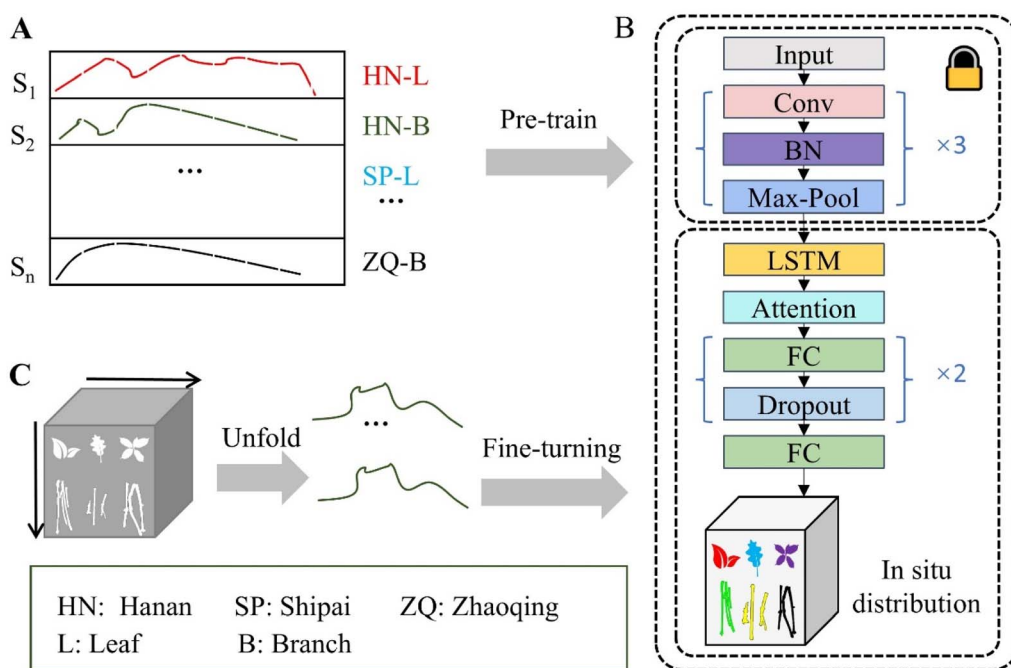 A
S1
HN-L
S2
HN-B
...
SP-L
...
Sn
ZQ-B
Pre-train
B
Input
Conv
BN
Max-Pool
×3
LSTM
Attention
FC
Dropout
×2
FC
In situ
distribution
C
Unfold
...
Fine-turning
HN: Hanan SP: Shipai ZQ: Zhaoqing
L: Leaf B: Branch